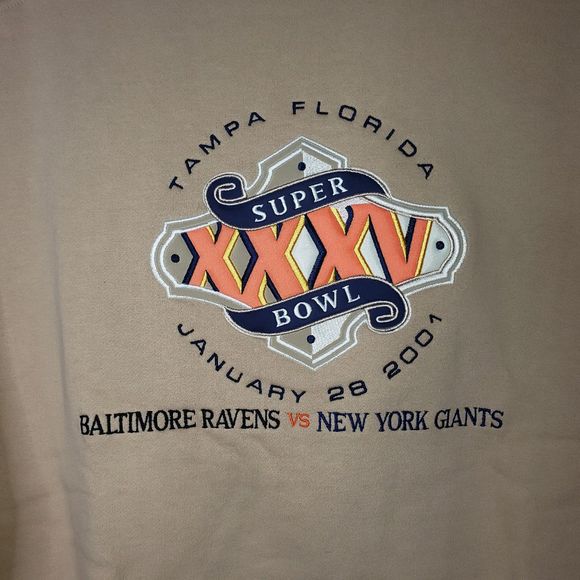 TAMPA FLORIDA
SUPER
XXXV
BOWL
JANUARY 28 2001
BALTIMORE RAVENS VS NEW YORK GIANTS